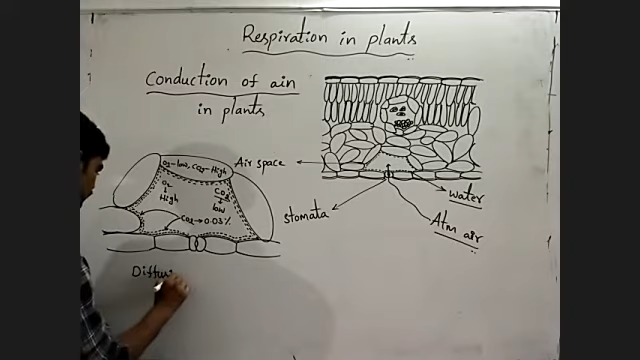 Respiration in plants
Conduction of air
in plants
O₂-low, CO₂-High
O₂
High
CO₂
low
CO₂→0.03%
Air space
stomata
water
Atm air
Diffus